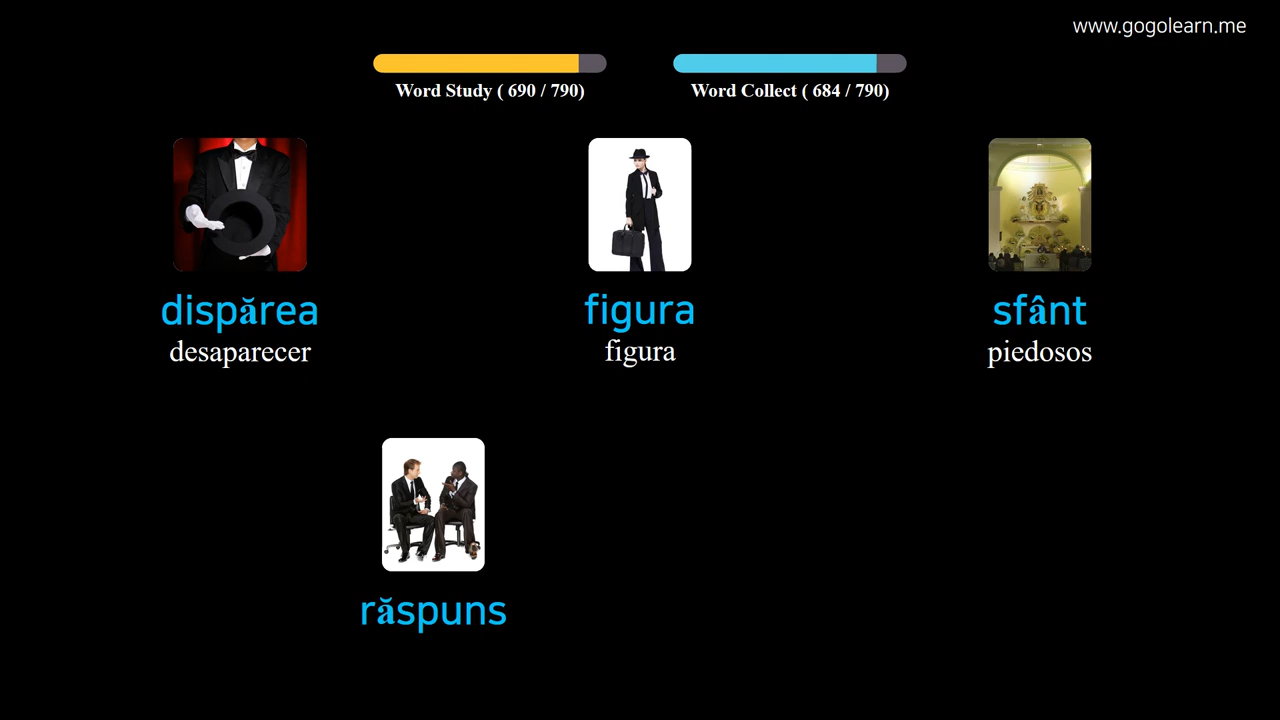 www.gogolearn.me
Word Study ( 690 / 790)
Word Collect ( 684 / 790)
dispărea
figura
sfânt
desaparecer
figura
piedosos
răspuns